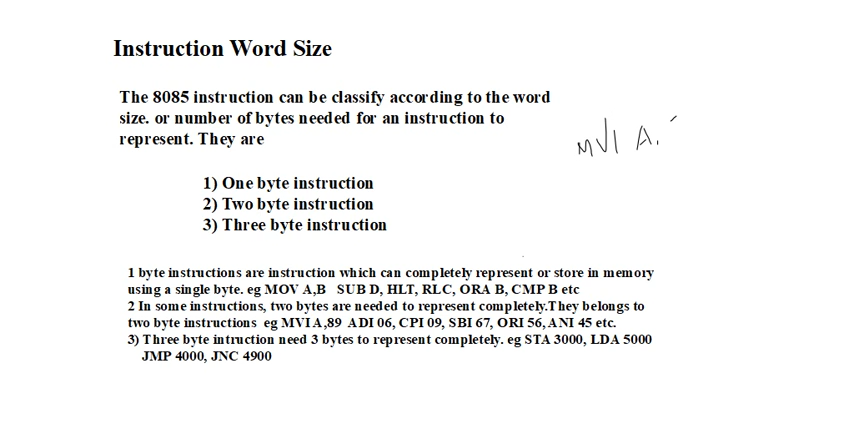 Instruction Word Size
The 8085 instruction can be classify according to the word
size. or number of bytes needed for an instruction to
represent. They are
MVI A,
1) One byte instruction
2) Two byte instruction
3) Three byte instruction
1 byte instructions are instruction which can completely represent or store in memory
using a single byte. eg MOV A,B SUB D, HLT, RLC, ORA B, CMP B etc
2 In some instructions, two bytes are needed to represent completely.They belongs to
two byte instructions eg MVI A,89 ADI 06, CPI 09, SBI 67, ORI 56, ANI 45 etc.
3) Three byte intruction need 3 bytes to represent completely. eg STA 3000, LDA 5000
JMP 4000, JNC 4900